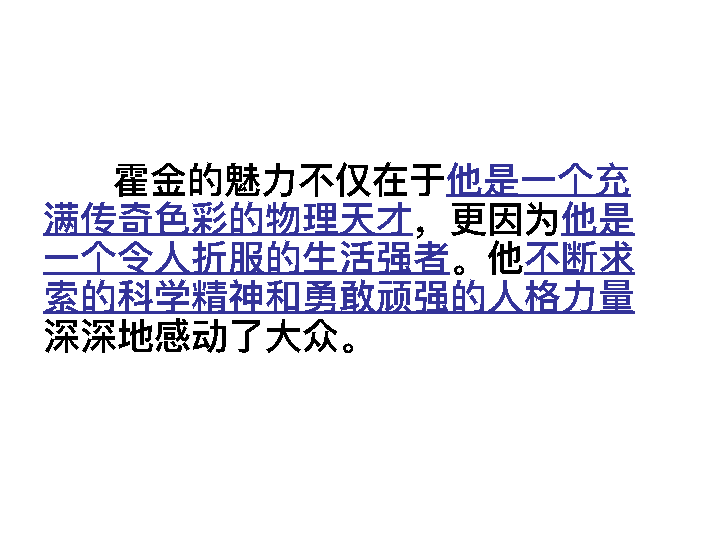 霍金的魅力不仅在于他是一个充
满传奇色彩的物理天才，更因为他是
一个令人折服的生活强者。他不断求
索的科学精神和勇敢顽强的人格力量
深深地感动了大众。